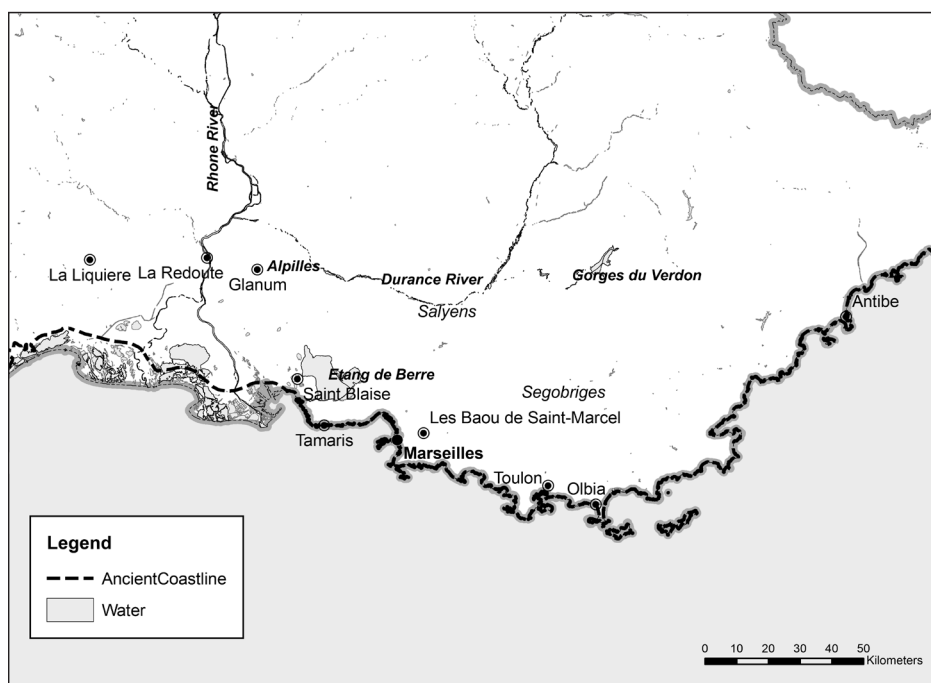 Rhone River
La Liquiere
La Redoute
Alpilles
Glanum
Durance River
Gorges du Verdon
Salyens
Antibe
Etang de Berre
Saint Blaise
Segobriges
Les Baou de Saint-Marcel
Tamaris
Marseilles
Toulon
Olbia
Legend
AncientCoastline
Water
0 10 20 30 40 50
Kilometers